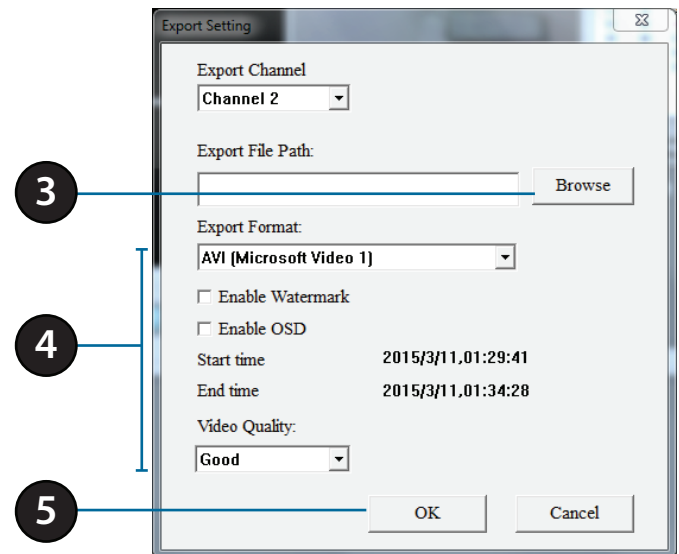 Export Setting
Export Channel
Channel 2
Export File Path:
3
Browse
Export Format:
AVI (Microsoft Video 1)
Enable Watermark
4
Enable OSD
Start time 2015/3/11,01:29:41
End time 2015/3/11,01:34:28
Video Quality:
Good
5
OK Cancel